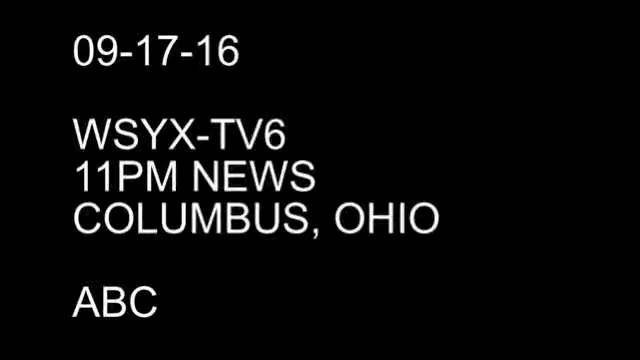 09-17-16
WSYX-TV6
11PM NEWS
COLUMBUS, OHIO
ABC